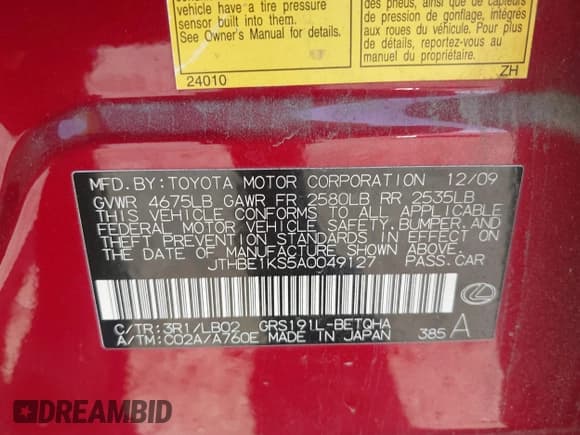 vehicle have a tire pressure
sensor built into them.
See Owner's Manual for details.
24010
des pneus, ainsi que de capteurs
de pression de gonflage, intégrés
aux roues du véhicule. Pour plus
de détails, reportez-vous au
manuel du propriétaire.
ZH
MFD.BY:TOYOTA MOTOR CORPORATION 12/09
GVWR 4675LB GAWR FR 2580LB RR 2535LB
THIS VEHICLE CONFORMS TO ALL APPLICABLE
FEDERAL MOTOR VEHICLE SAFETY,BUMPER,AND
THEFT PREVENTION STANDARDS IN EFFECT ON
THE DATE OF MANUFACTURE SHOWN ABOVE.
JTHBE1KS5A0049127 PASS.CAR
C/TR:3R1/LB02 GRS191L-BETQHA
A/TM:C02A/A760E MADE IN JAPAN 385 A
DREAMBID